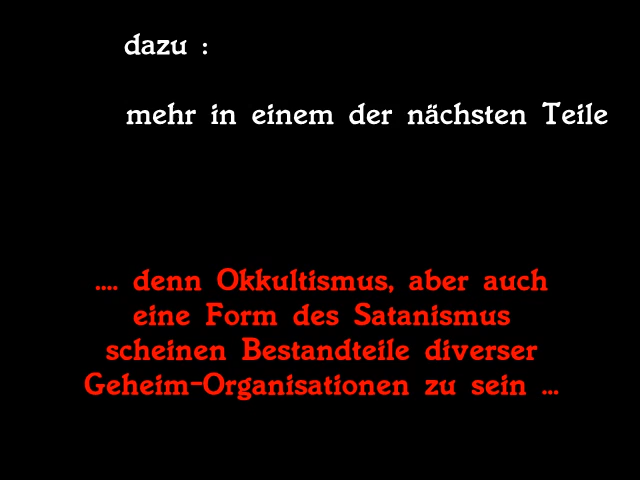 dazu :
mehr in einem der nächsten Teile
.... denn Okkultismus, aber auch
eine Form des Satanismus
scheinen Bestandteile diverser
Geheim-Organisationen zu sein ...